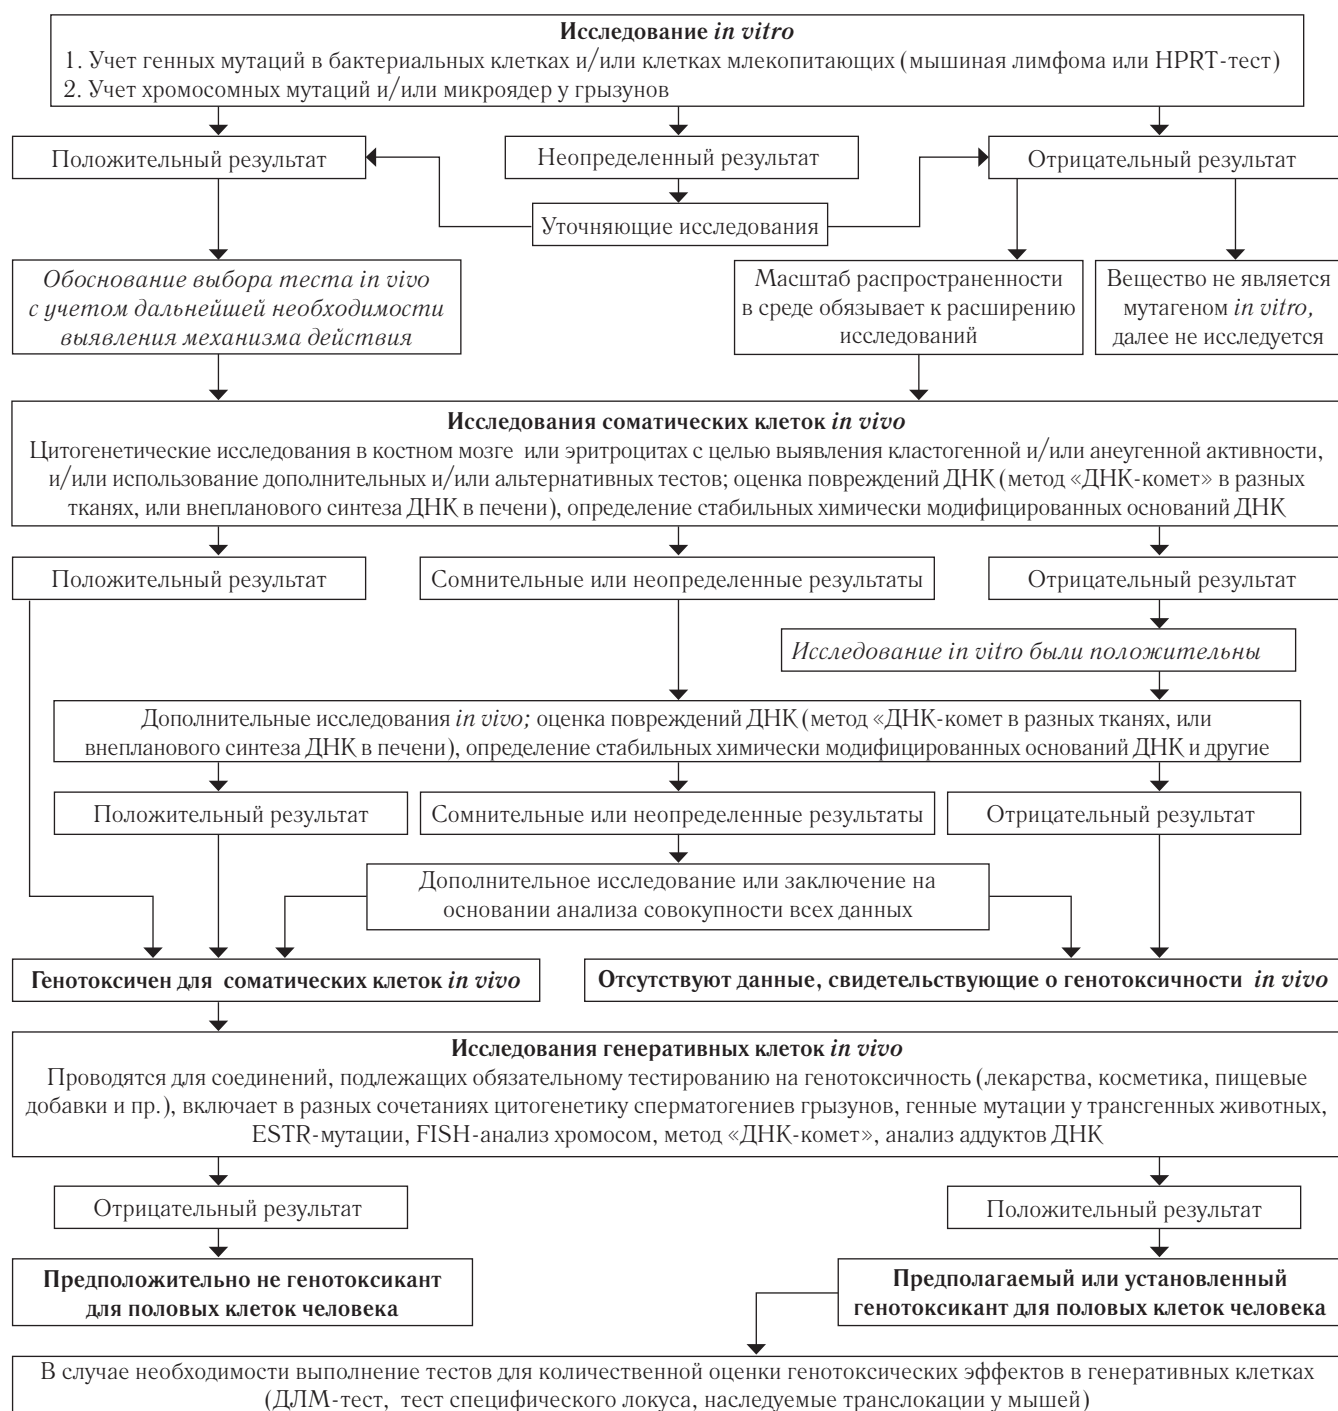 Исследование in vitro
1. Учет генных мутаций в бактериальных клетках и/или клетках млекопитающих (мышиная лимфома или HPRT-тест)
2. Учет хромосомных мутаций и/или микроядер у грызунов
Положительный результат
Неопределенный результат
Отрицательный результат
Уточняющие исследования
Обоснование выбора теста in vivo
с учетом дальнейшей необходимости
выявления механизма действия
Масштаб распространенности
в среде обязывает к расширению
исследований
Вещество не является
мутагеном in vitro,
далее не исследуется
Исследования соматических клеток in vivo
Цитогенетические исследования в костном мозге или эритроцитах с целью выявления кластогенной и/или анеугенной активности,
и/или использование дополнительных и/или альтернативных тестов; оценка повреждений ДНК (метод «ДНК-комет» в разных
тканях, или внепланового синтеза ДНК в печени), определение стабильных химически модифицированных оснований ДНК
Положительный результат
Сомнительные или неопределенные результаты
Отрицательный результат
Исследование in vitro были положительны
Дополнительные исследования in vivo; оценка повреждений ДНК (метод «ДНК-комет в разных тканях, или
внепланового синтеза ДНК в печени), определение стабильных химически модифицированных оснований ДНК и другие
Положительный результат
Сомнительные или неопределенные результаты
Отрицательный результат
Дополнительное исследование или заключение на
основании анализа совокупности всех данных
Генотоксичен для соматических клеток in vivo
Отсутствуют данные, свидетельствующие о генотоксичности in vivo
Исследования генеративных клеток in vivo
Проводятся для соединений, подлежащих обязательному тестированию на генотоксичность (лекарства, косметика, пищевые
добавки и пр.), включает в разных сочетаниях цитогенетику сперматогениев грызунов, генные мутации у трансгенных животных,
ESTR-мутации, FISH-анализ хромосом, метод «ДНК-комет», анализ аддуктов ДНК
Отрицательный результат
Положительный результат
Предположительно не генотоксикант
для половых клеток человека
Предполагаемый или установленный
генотоксикант для половых клеток человека
В случае необходимости выполнение тестов для количественной оценки генотоксических эффектов в генеративных клетках
(ДЛМ-тест, тест специфического локуса, наследуемые транслокации у мышей)